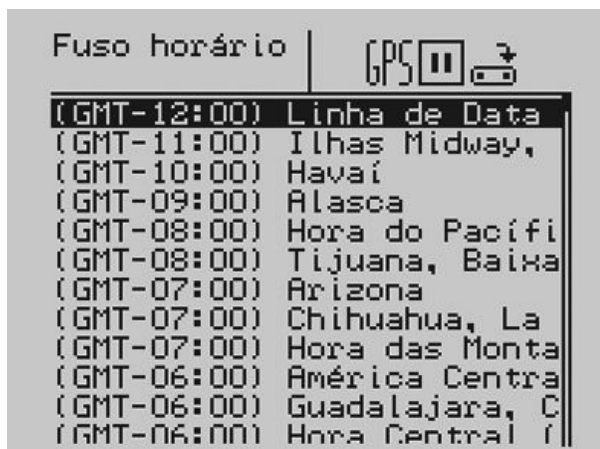 Fuso horário
GPS
(GMT-12:00) Linha de Data
(GMT-11:00) Ilhas Midway,
(GMT-10:00) Havaí
(GMT-09:00) Alasca
(GMT-08:00) Hora do Pacífi
(GMT-08:00) Tijuana, Baixa
(GMT-07:00) Arizona
(GMT-07:00) Chihuahua, La
(GMT-07:00) Hora das Monta
(GMT-06:00) América Centra
(GMT-06:00) Guadalajara, C
(GMT-06:00) Hora Central (